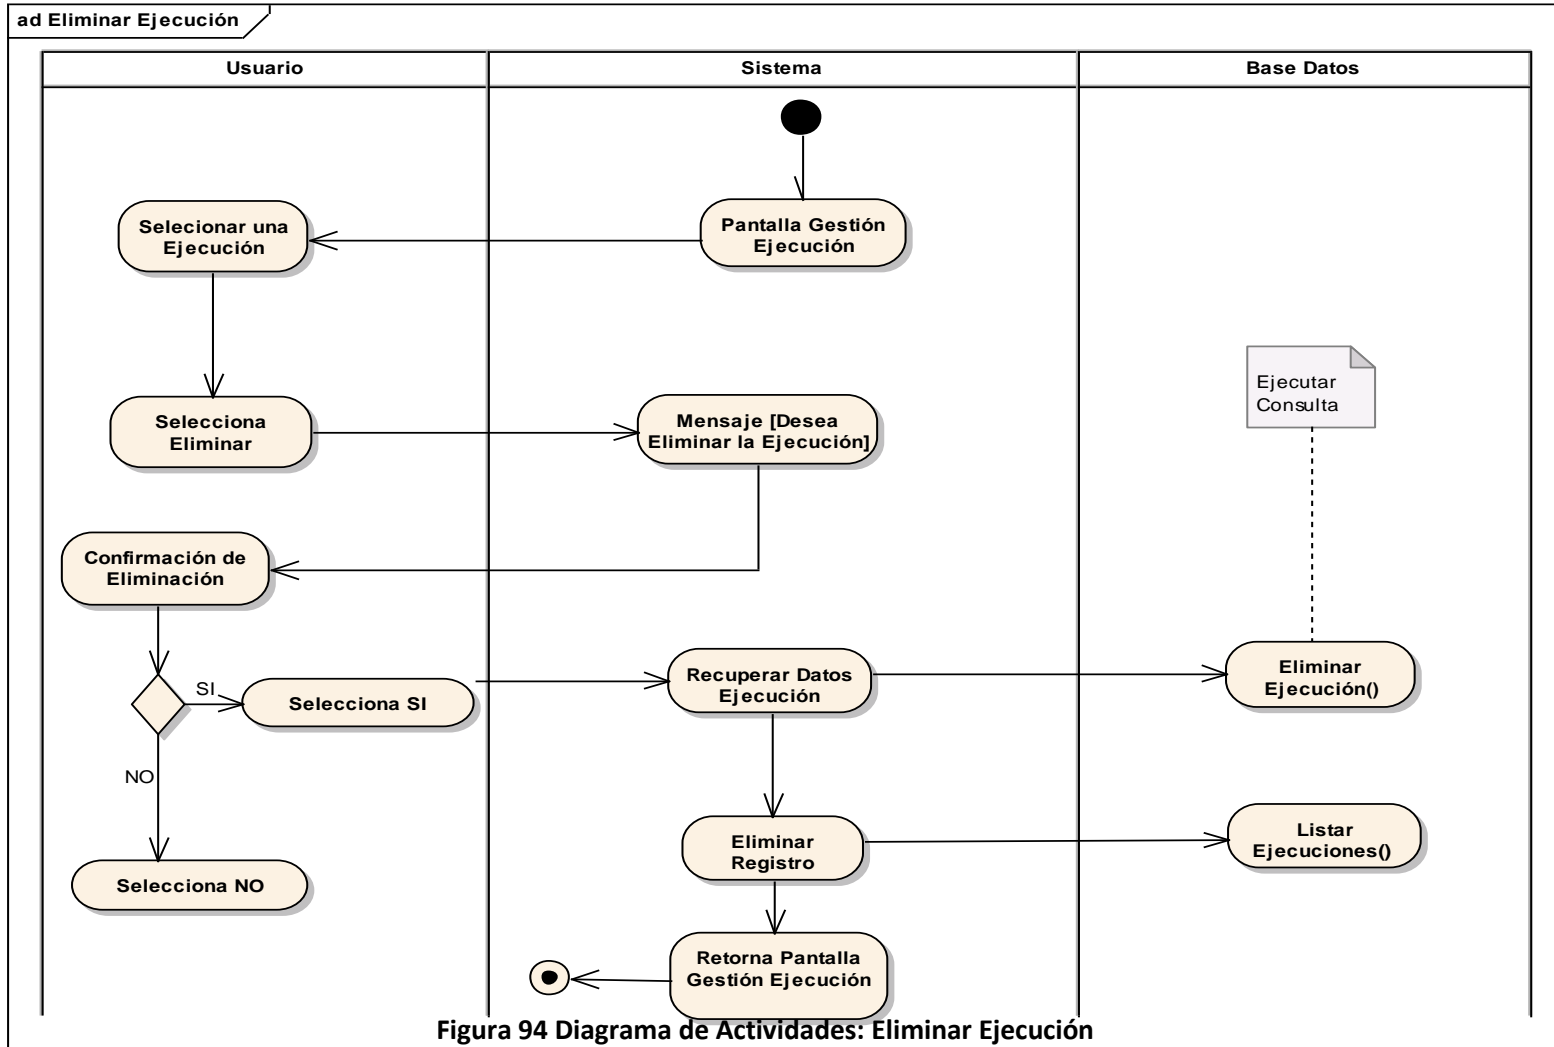 ad Eliminar Ejecución
Usuario
Sistema
Base Datos
Selecionar una
Ejecución
Pantalla Gestión
Ejecución
Ejecutar
Consulta
Selecciona
Eliminar
Mensaje [Desea
Eliminar la Ejecución]
Confirmación de
Eliminación
SI
Selecciona SI
Recuperar Datos
Ejecución
Eliminar
Ejecución()
NO
Selecciona NO
Eliminar
Registro
Listar
Ejecuciones()
Retorna Pantalla
Gestión Ejecución
Figura 94 Diagrama de Actividades: Eliminar Ejecución